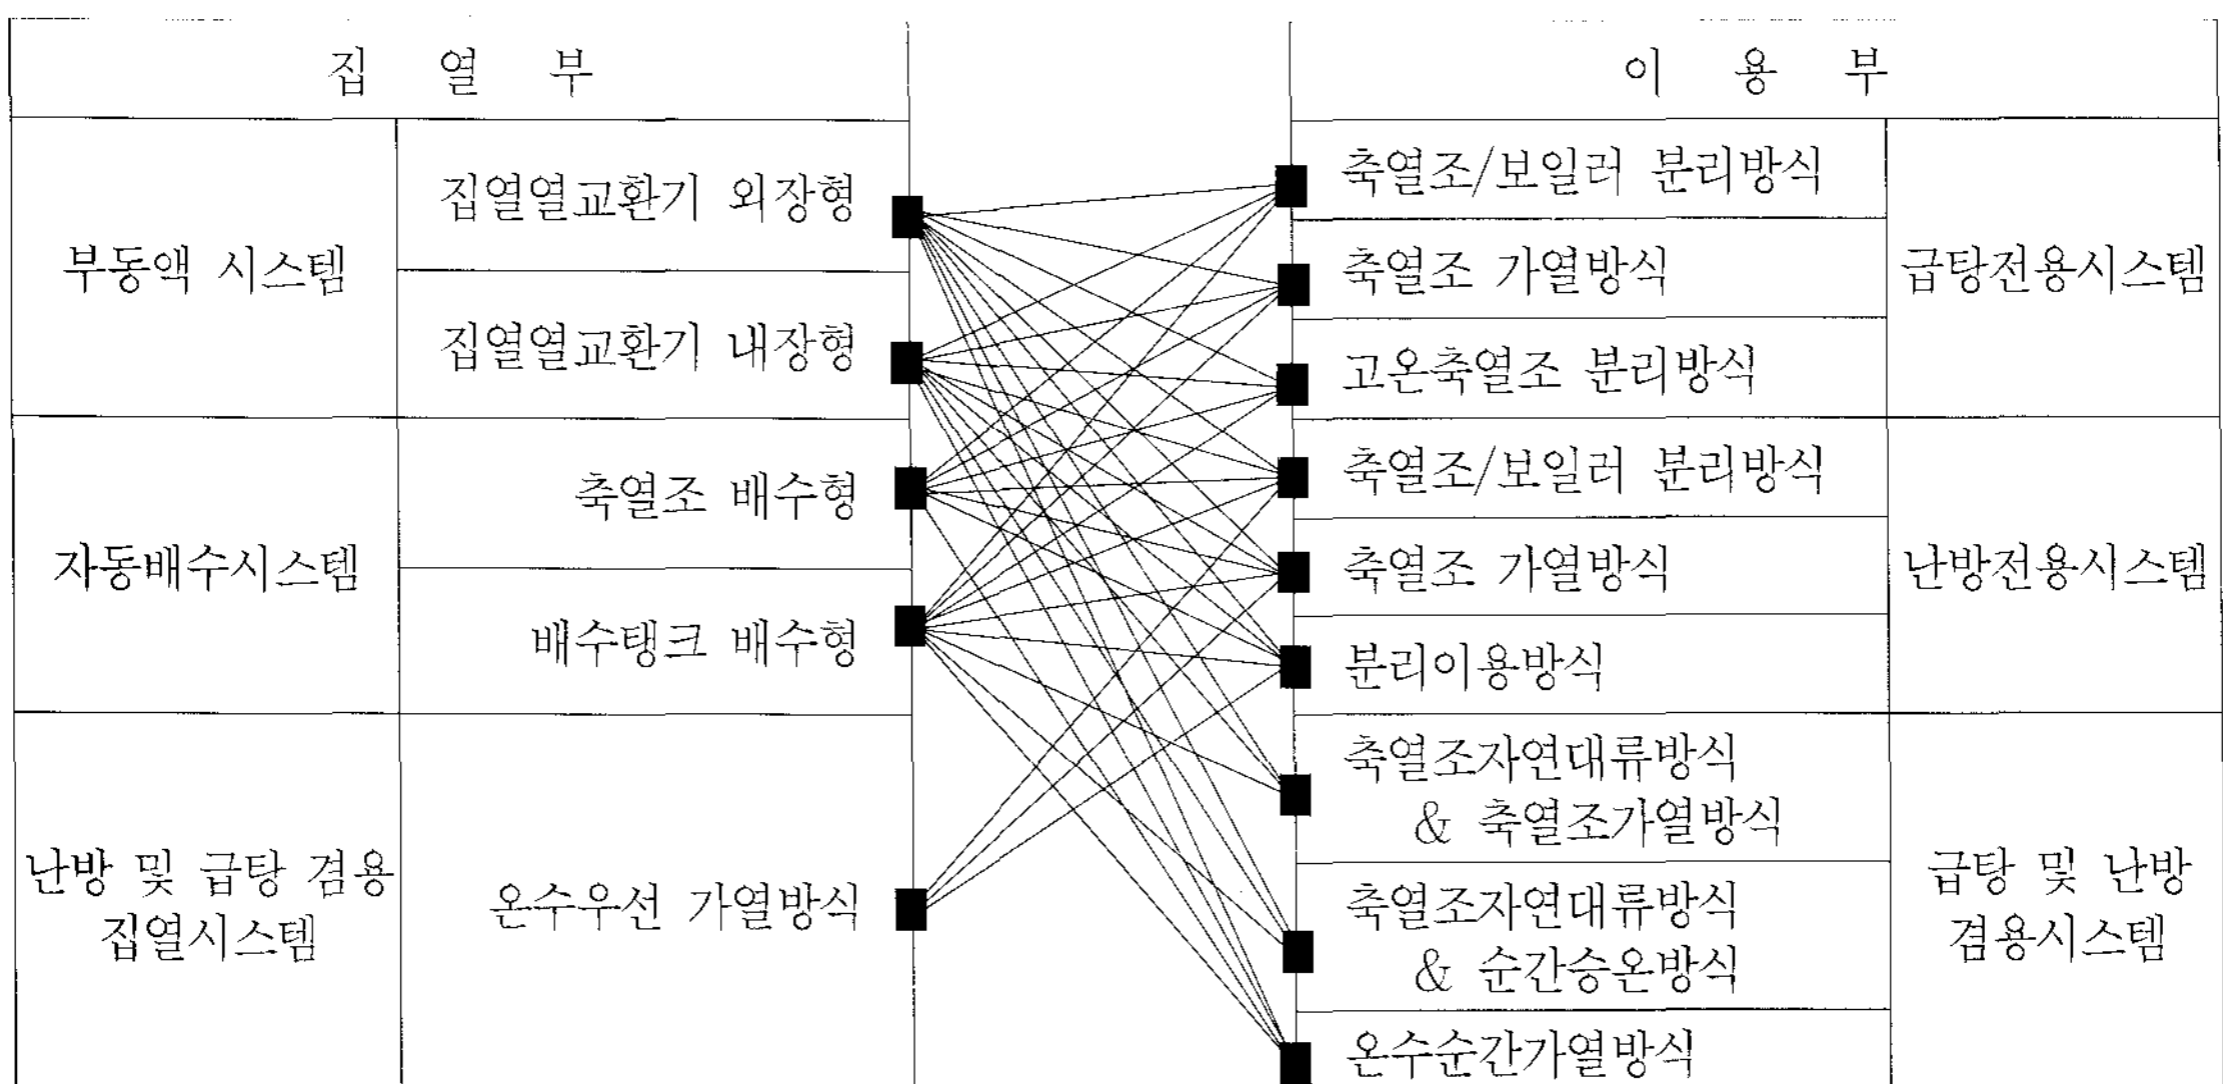 집 열 부
부동액 시스템
집열열교환기 외장형
집열열교환기 내장형
자동배수시스템
축열조 배수형
배수탱크 배수형
난방 및 급탕 겸용
집열시스템
온수우선 가열방식
이 용 부
축열조/보일러 분리방식
축열조 가열방식
고온축열조 분리방식
급탕전용시스템
축열조/보일러 분리방식
축열조 가열방식
분리이용방식
난방전용시스템
축열조자연대류방식
& 축열조가열방식
축열조자연대류방식
& 순간승온방식
온수순간가열방식
급탕 및 난방
겸용시스템